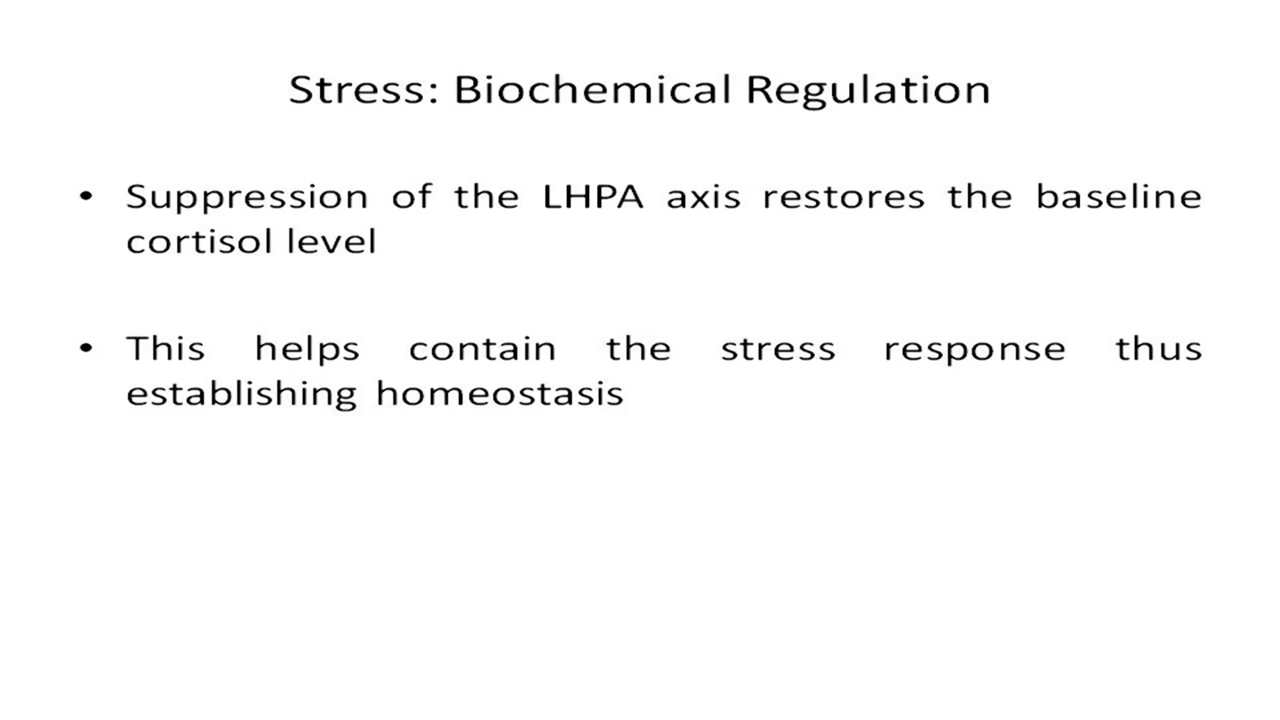 Stress: Biochemical Regulation
• Suppression of the LHPA axis restores the baseline
cortisol level
• This helps contain the stress response thus
establishing homeostasis